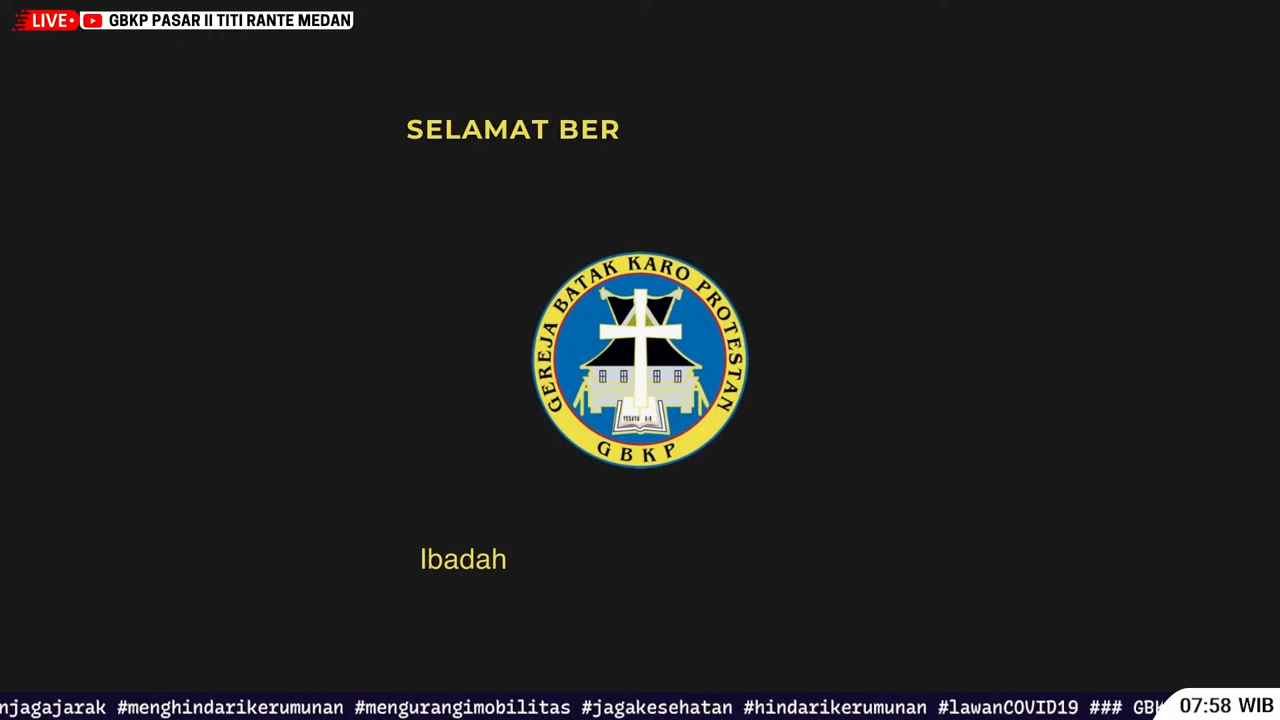 LIVE
GBKP PASAR II TITI RANTE MEDAN
SELAMAT BER
GEREJA BATAK KARO PROTESTAN
GBKP
Ibadah
njagajarak #menghindarikerumunan #mengurangimobilitas #jagakesehatan #hindarikerumunan #lawanCOVID19 ### GB
07:58 WIB